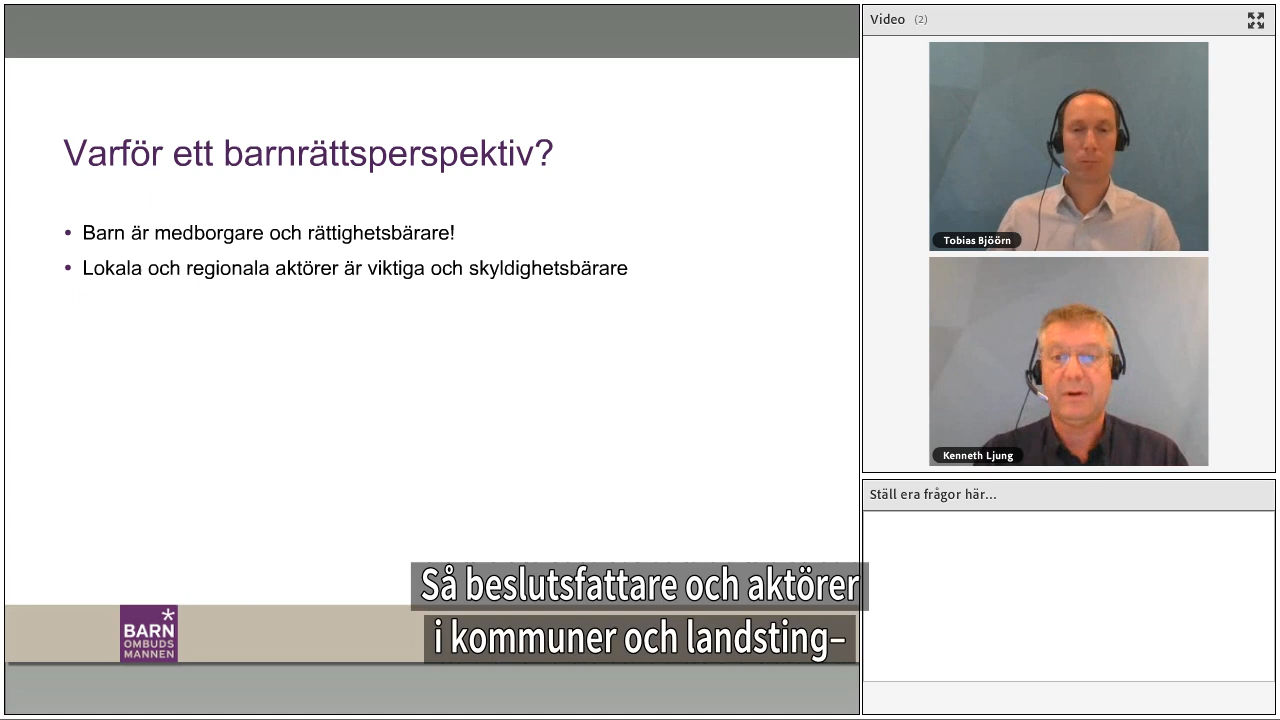 Varför ett barnrättsperspektiv?
• Barn är medborgare och rättighetsbärare!
• Lokala och regionala aktörer är viktiga och skyldighetsbärare
BARN
OMBUDS
MANNEN
Så beslutsfattare och aktörer
i kommuner och landsting–
Video (2)
Tobias Bjöörn
Kenneth Ljung
Ställ era frågor här...